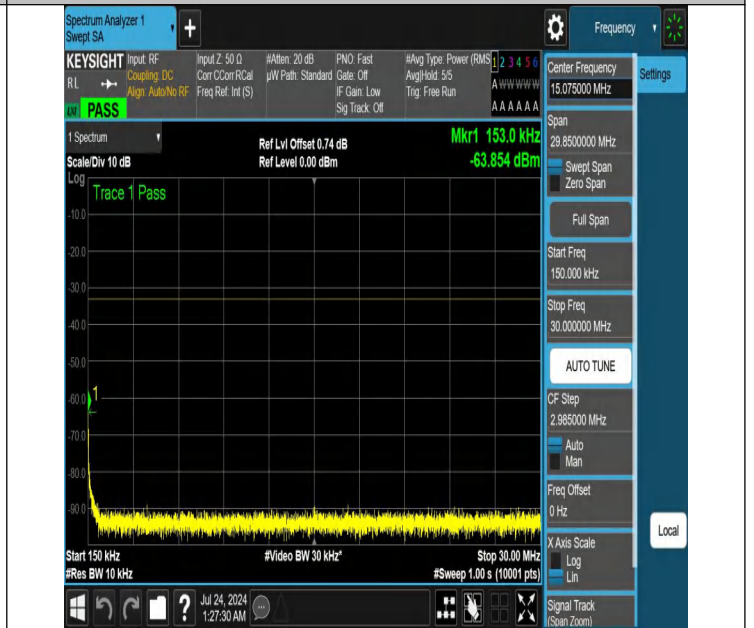 Spectrum Analyzer 1
Swept SA
+
Frequency
KEYSIGHT
RL
PASS
Input: RF
Coupling: DC
Align: Auto/No RF
Input Z: 50 Ω
Corr CCorr RCal
Freq Ref: Int (S)
#Atten: 20 dB
µW Path: Standard
PNO: Fast
Gate: Off
IF Gain: Low
Sig Track: Off
#Avg Type: Power (RMS
Avg|Hold: 5/5
Trig: Free Run
1 2 3 4 5 6
A W W W W W
A A A A A A
1 Spectrum
Scale/Div 10 dB
Ref Lvl Offset 0.74 dB
Ref Level 0.00 dBm
Mkr1 153.0 kHz
-63.854 dBm
Log
Trace 1 Pass
-10.0
-20.0
-30.0
-40.0
-50.0
-60.0
1
-70.0
-80.0
-90.0
Start 150 kHz
#Res BW 10 kHz
#Video BW 30 kHz*
Stop 30.00 MHz
#Sweep 1.00 s (10001 pts)
?
Jul 24, 2024
1:27:30 AM
Center Frequency
15.075000 MHz
Settings
Span
29.8500000 MHz
Swept Span
Zero Span
Full Span
Start Freq
150.000 kHz
Stop Freq
30.000000 MHz
AUTO TUNE
CF Step
2.985000 MHz
Auto
Man
Freq Offset
0 Hz
X Axis Scale
Log
Lin
Local
Signal Track
(Span Zoom)